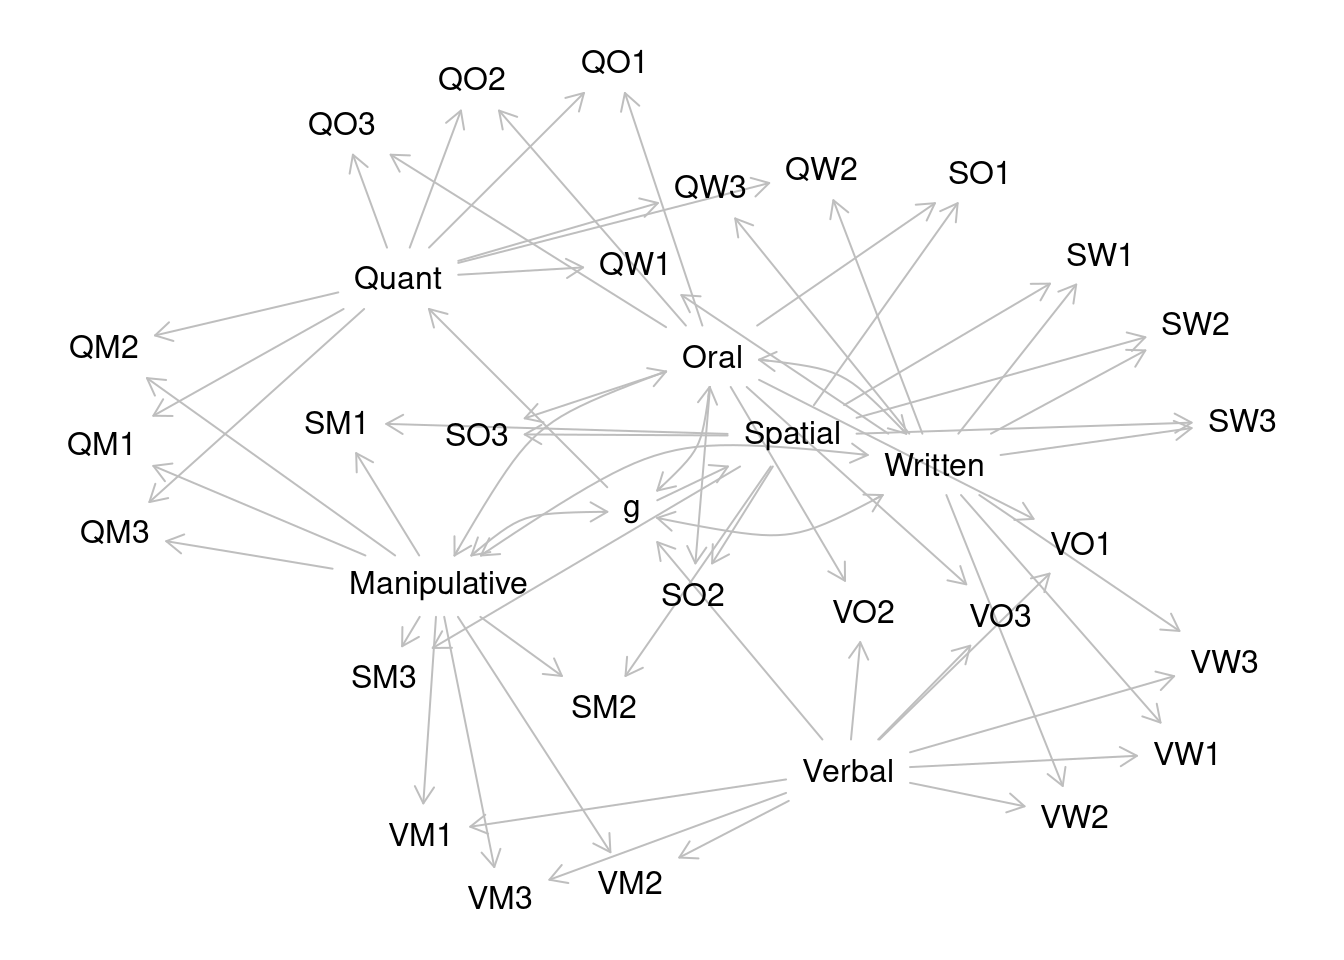 QO1
QO2
QO3
QW2
SO1
QW3
SW1
QW1
Quant
SW2
QM2
Oral
SW3
SM1
SO3
Spatial
QM1
Written
g
QM3
VO1
Manipulative
SO2
VO2
VO3
VW3
SM3
SM2
VW1
Verbal
VW2
VM1
VM2
VM3